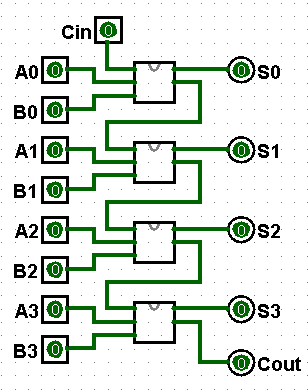 Cin 0
A0 0 0 S0
B0 0
A1 0 0 S1
B1 0
A2 0 0 S2
B2 0
A3 0 0 S3
B3 0
0 Cout